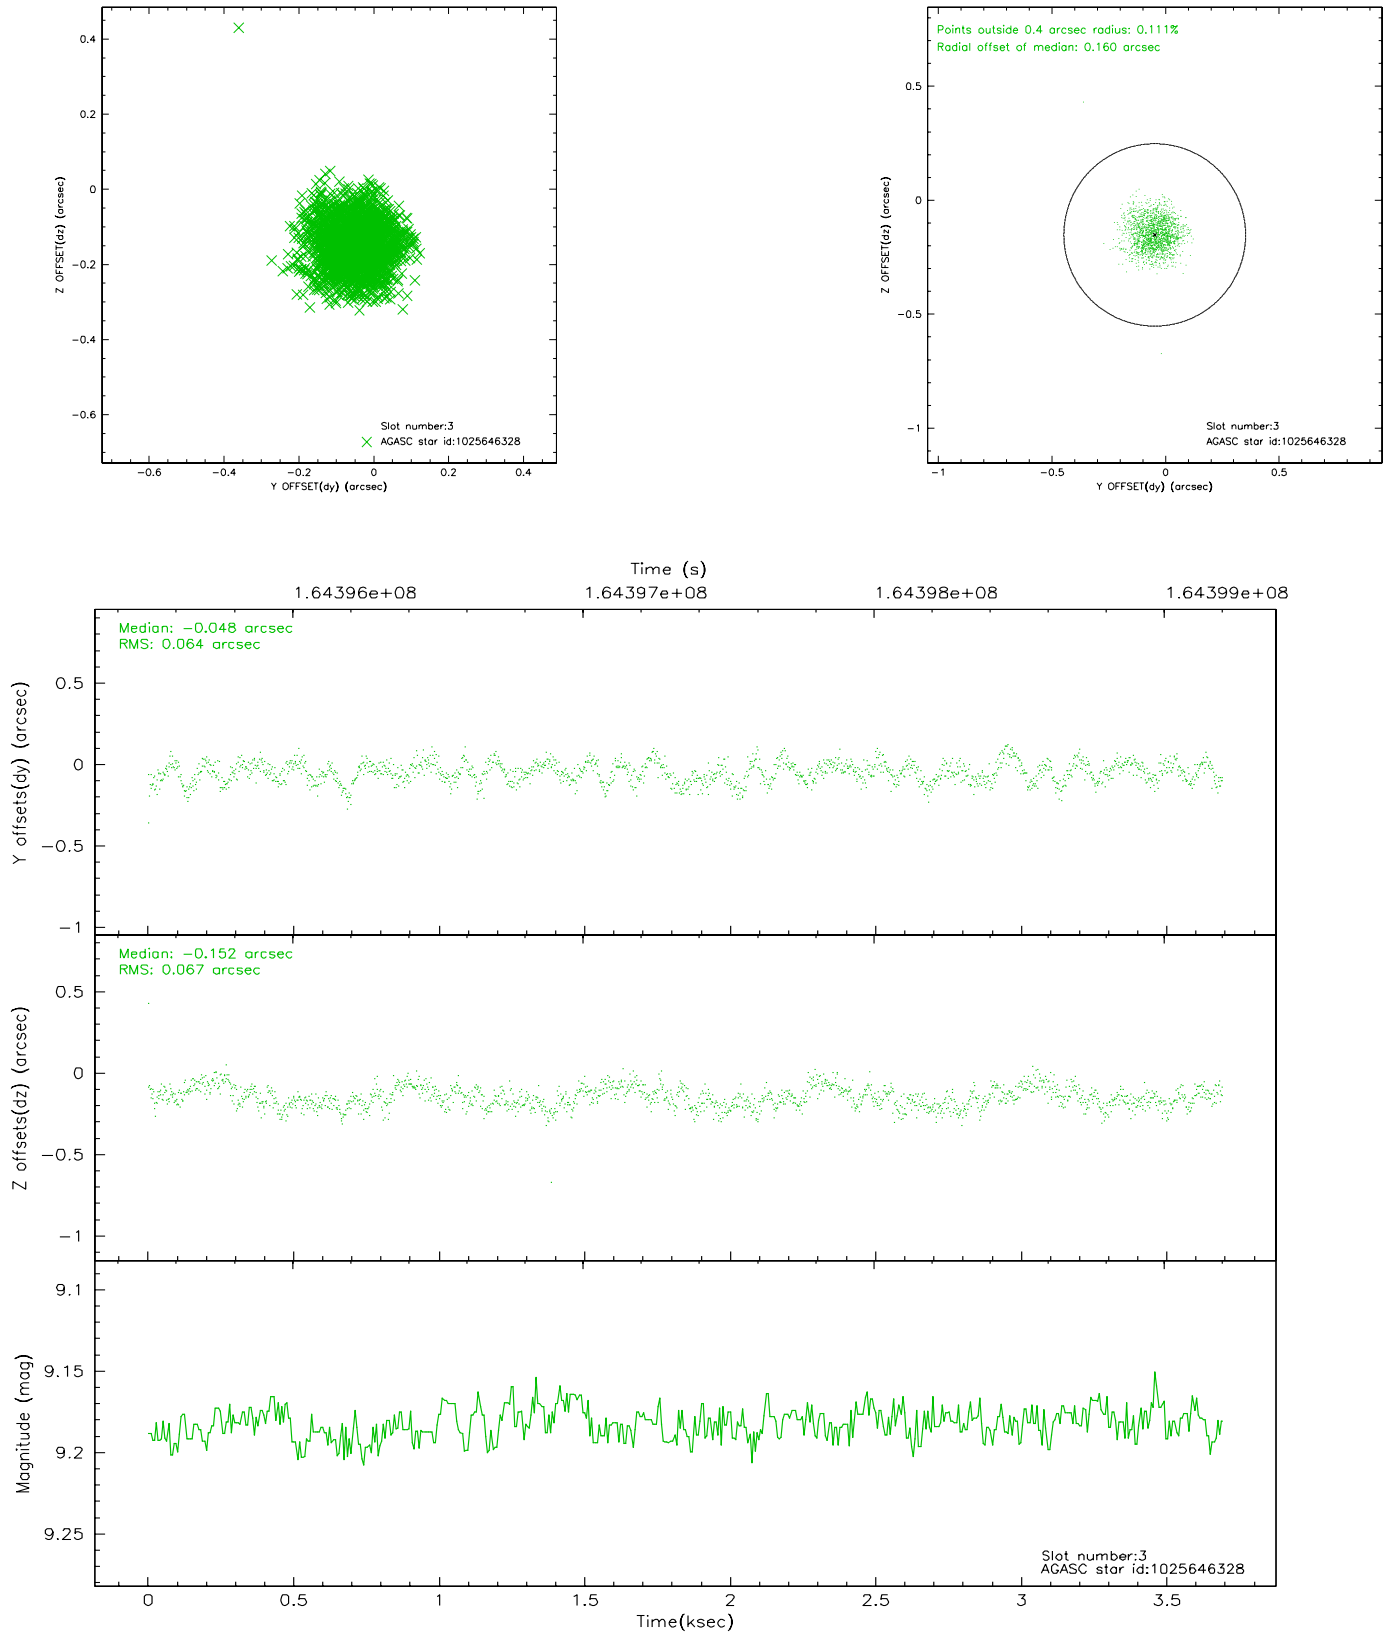 0.4
0.2
0
−0.2
−0.4
−0.6
Z OFFSET(dz) (arcsec)
Slot number:3
AGASC star id:1025646328
−0.6 −0.4 −0.2 0 0.2 0.4
Y OFFSET(dy) (arcsec)
Points outside 0.4 arcsec radius: 0.111%
Radial offset of median: 0.160 arcsec
0.5
0
−0.5
−1
Z OFFSET(dz) (arcsec)
Slot number:3
AGASC star id:1025646328
−1 −0.5 0 0.5
Y OFFSET(dy) (arcsec)
Time (s)
1.64396e+08 1.64397e+08 1.64398e+08 1.64399e+08
Median: −0.048 arcsec
RMS: 0.064 arcsec
0.5
0
−0.5
−1
Y offsets(dy) (arcsec)
Median: −0.152 arcsec
RMS: 0.067 arcsec
0.5
0
−0.5
−1
Z offsets(dz) (arcsec)
9.1
9.15
9.2
9.25
Magnitude (mag)
Slot number:3
AGASC star id:1025646328
0 0.5 1 1.5 2 2.5 3 3.5
Time(ksec)